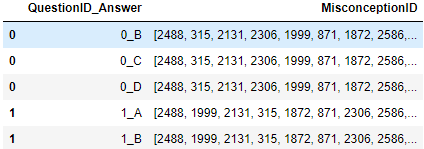 QuestionID_Answer MisconceptionID
0 0_B [2488, 315, 2131, 2306, 1999, 871, 1872, 2586,...
0 0_C [2488, 315, 2131, 2306, 1999, 871, 1872, 2586,...
0 0_D [2488, 315, 2131, 2306, 1999, 871, 1872, 2586,...
1 1_A [2488, 1999, 2131, 315, 1872, 871, 2306, 2586,...
1 1_B [2488, 1999, 2131, 315, 1872, 871, 2306, 2586,...